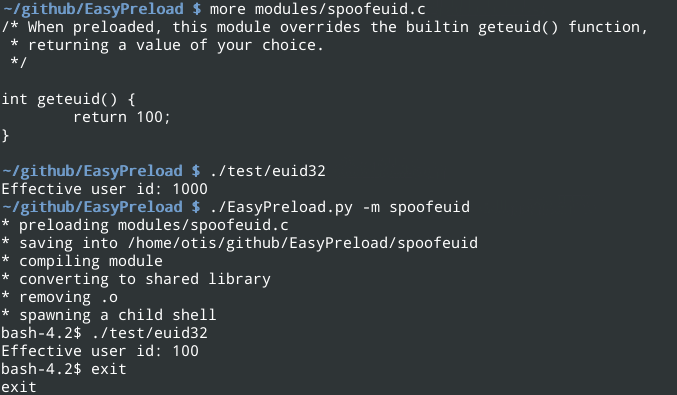 ~/github/EasyPreload $ more modules/spoofeuid.c
/* When preloaded, this module overrides the builtin geteuid() function,
 * returning a value of your choice.
 */
int geteuid() {
        return 100;
}
~/github/EasyPreload $ ./test/euid32
Effective user id: 1000
~/github/EasyPreload $ ./EasyPreload.py -m spoofeuid
* preloading modules/spoofeuid.c
* saving into /home/otis/github/EasyPreload/spoofeuid
* compiling module
* converting to shared library
* removing .o
* spawning a child shell
bash-4.2$ ./test/euid32
Effective user id: 100
bash-4.2$ exit
exit